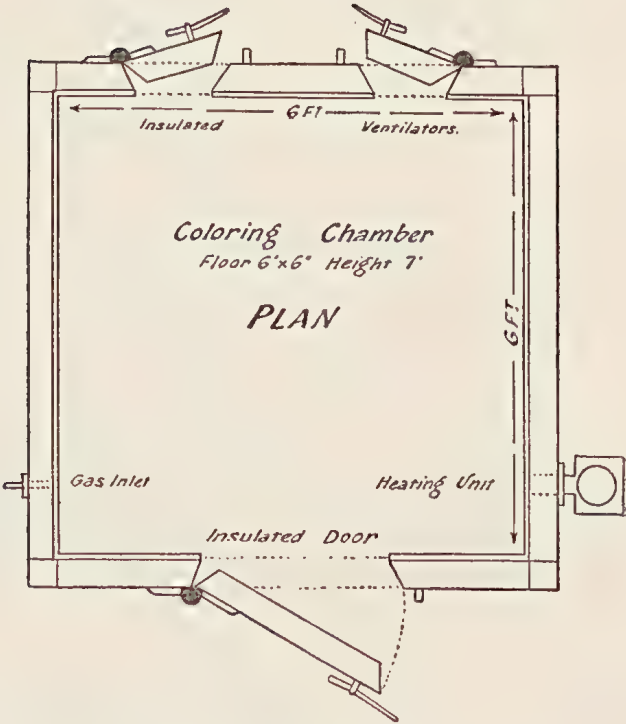 6 FT
Insulated Ventilators.
Coloring Chamber
Floor 6'x6' Height 7'
PLAN
6 FT
Gas Inlet Heating Unit
Insulated Door